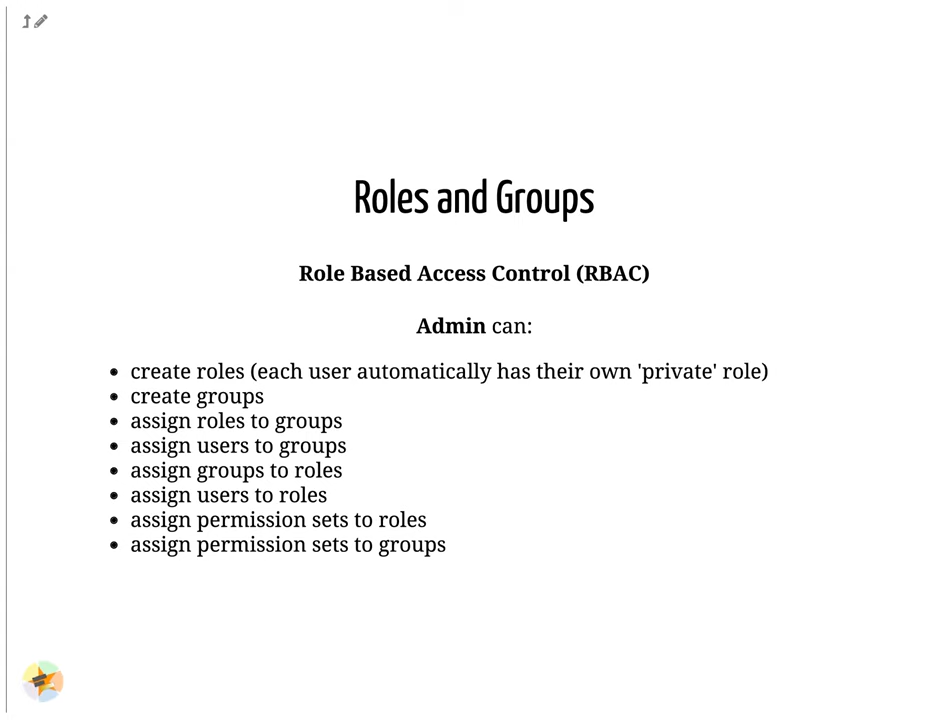 Roles and Groups
Role Based Access Control (RBAC)
Admin can:
create roles (each user automatically has their own 'private' role)
create groups
assign roles to groups
assign users to groups
assign groups to roles
assign users to roles
assign permission sets to roles
assign permission sets to groups